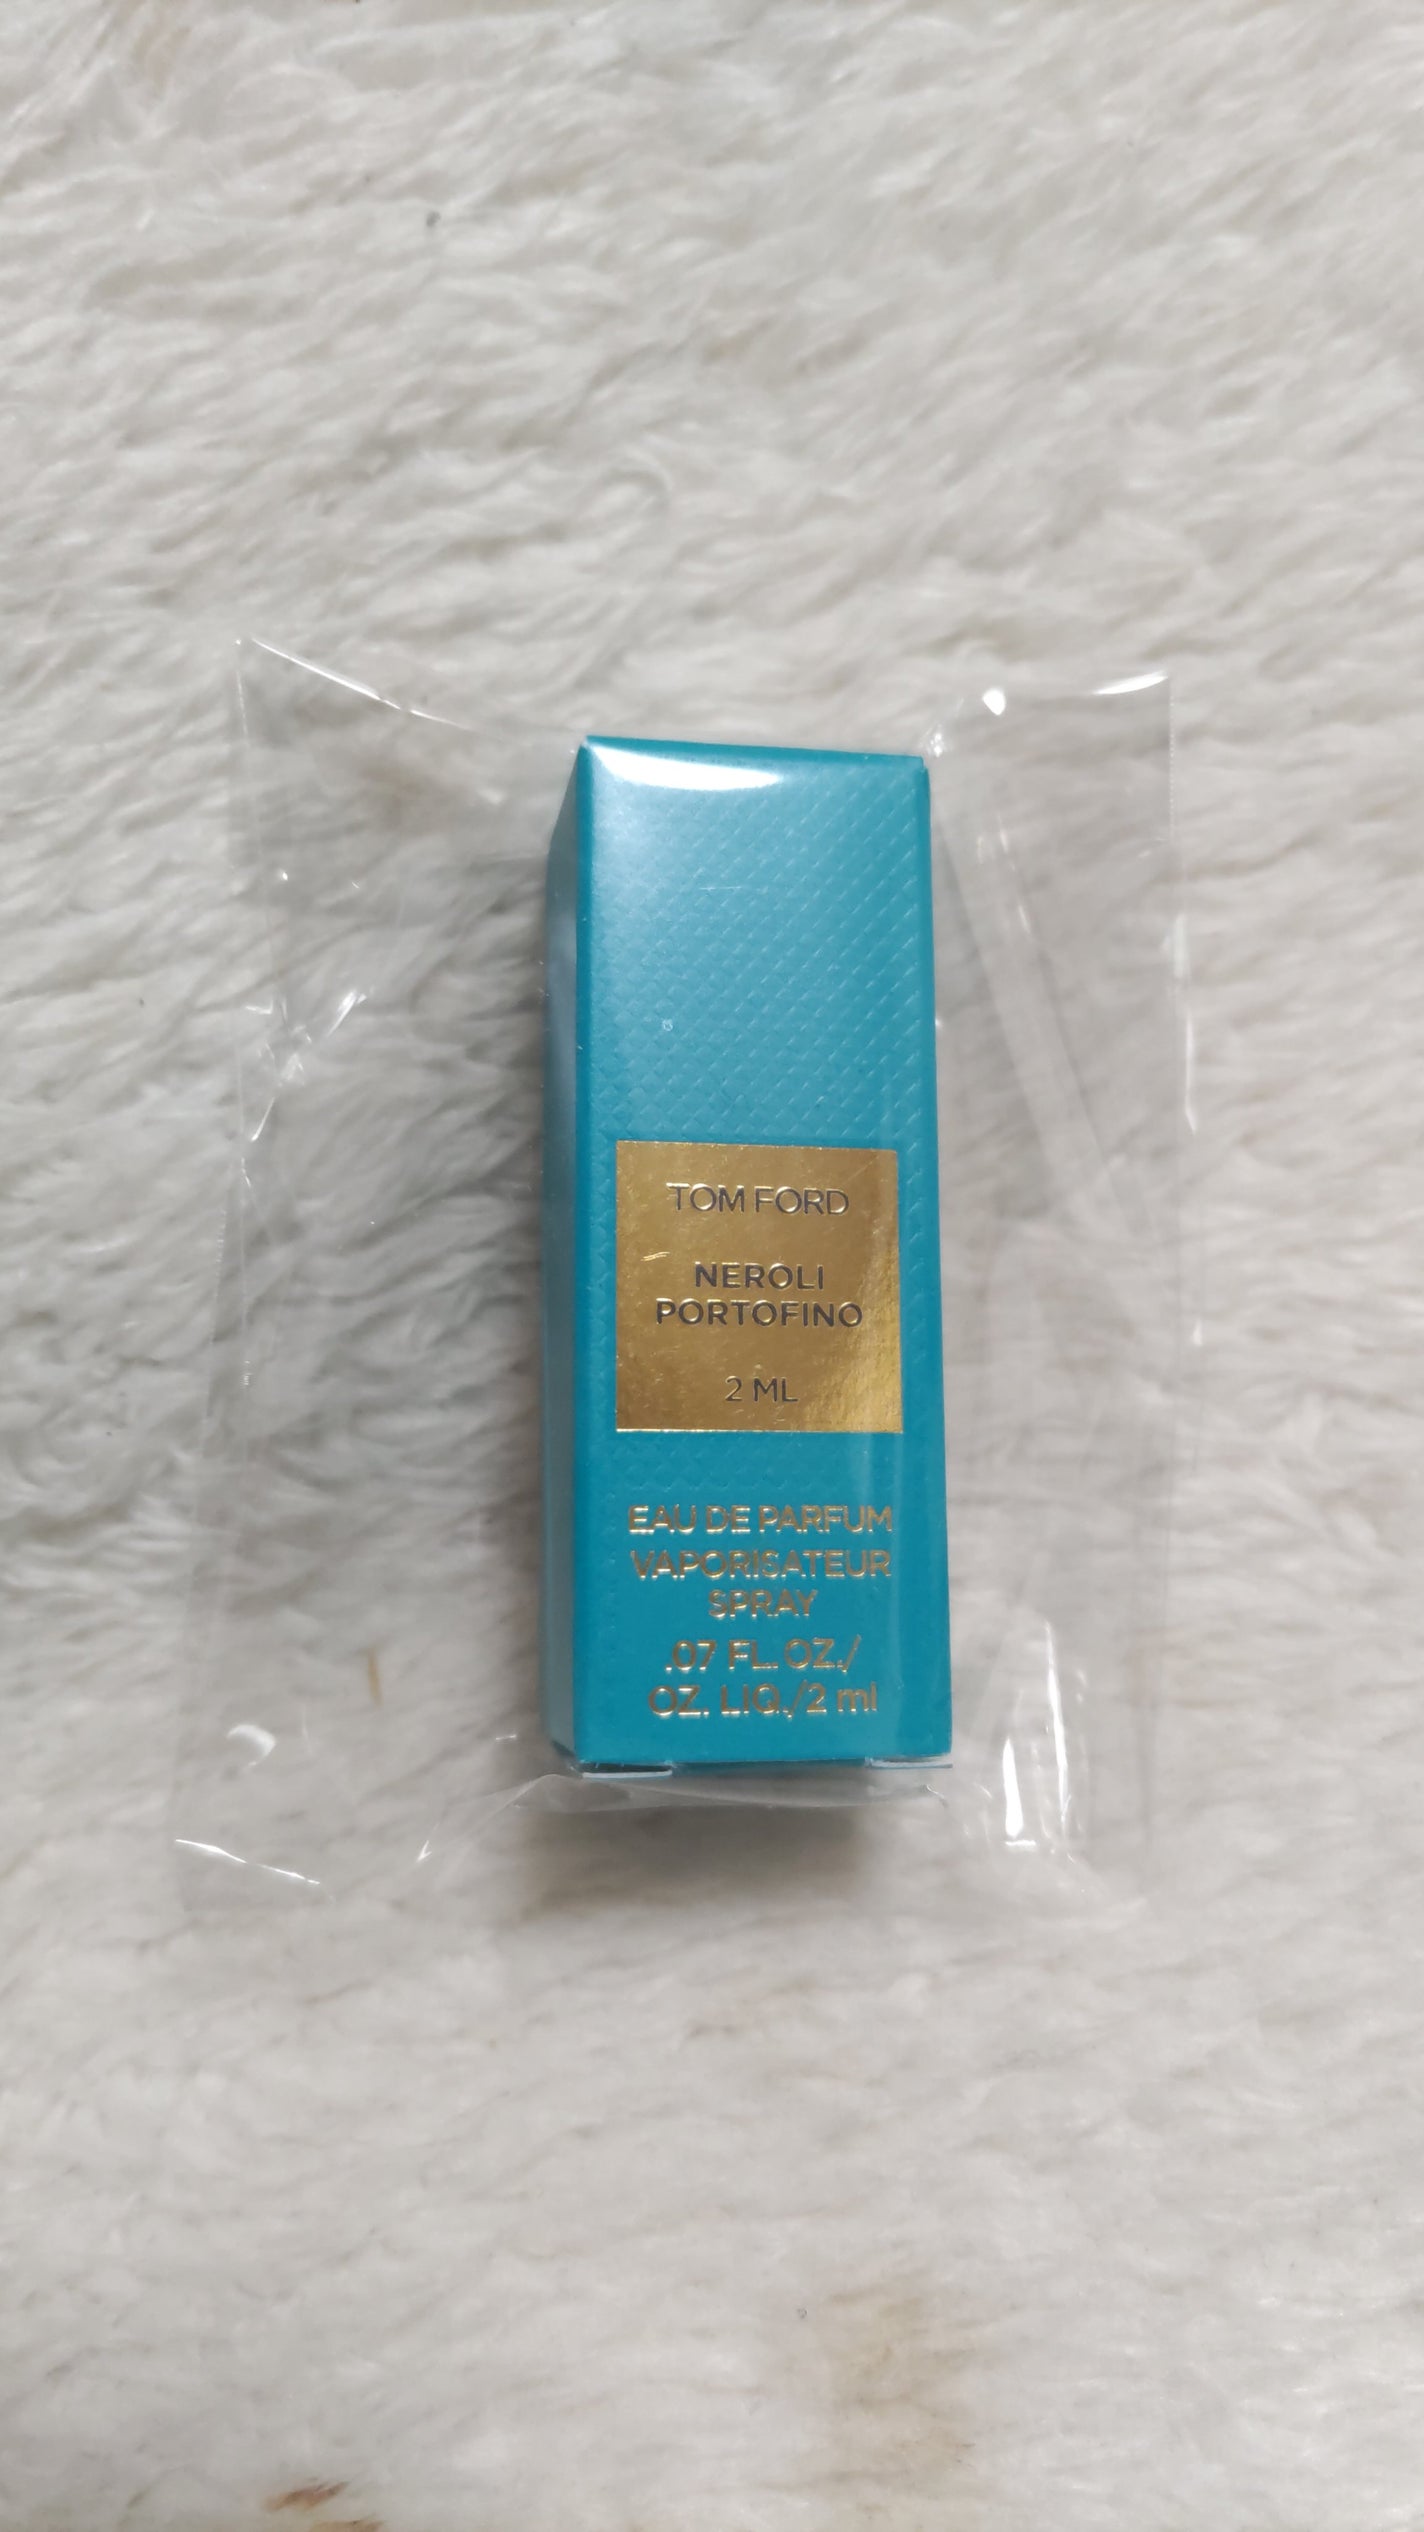 TOM FORD
NEROLI
PORTOFINO
2 ML
EAU DE PARFUM
VAPORISATEUR
SPRAY
.07 FL. OZ./
OZ. LIQ./2 ml